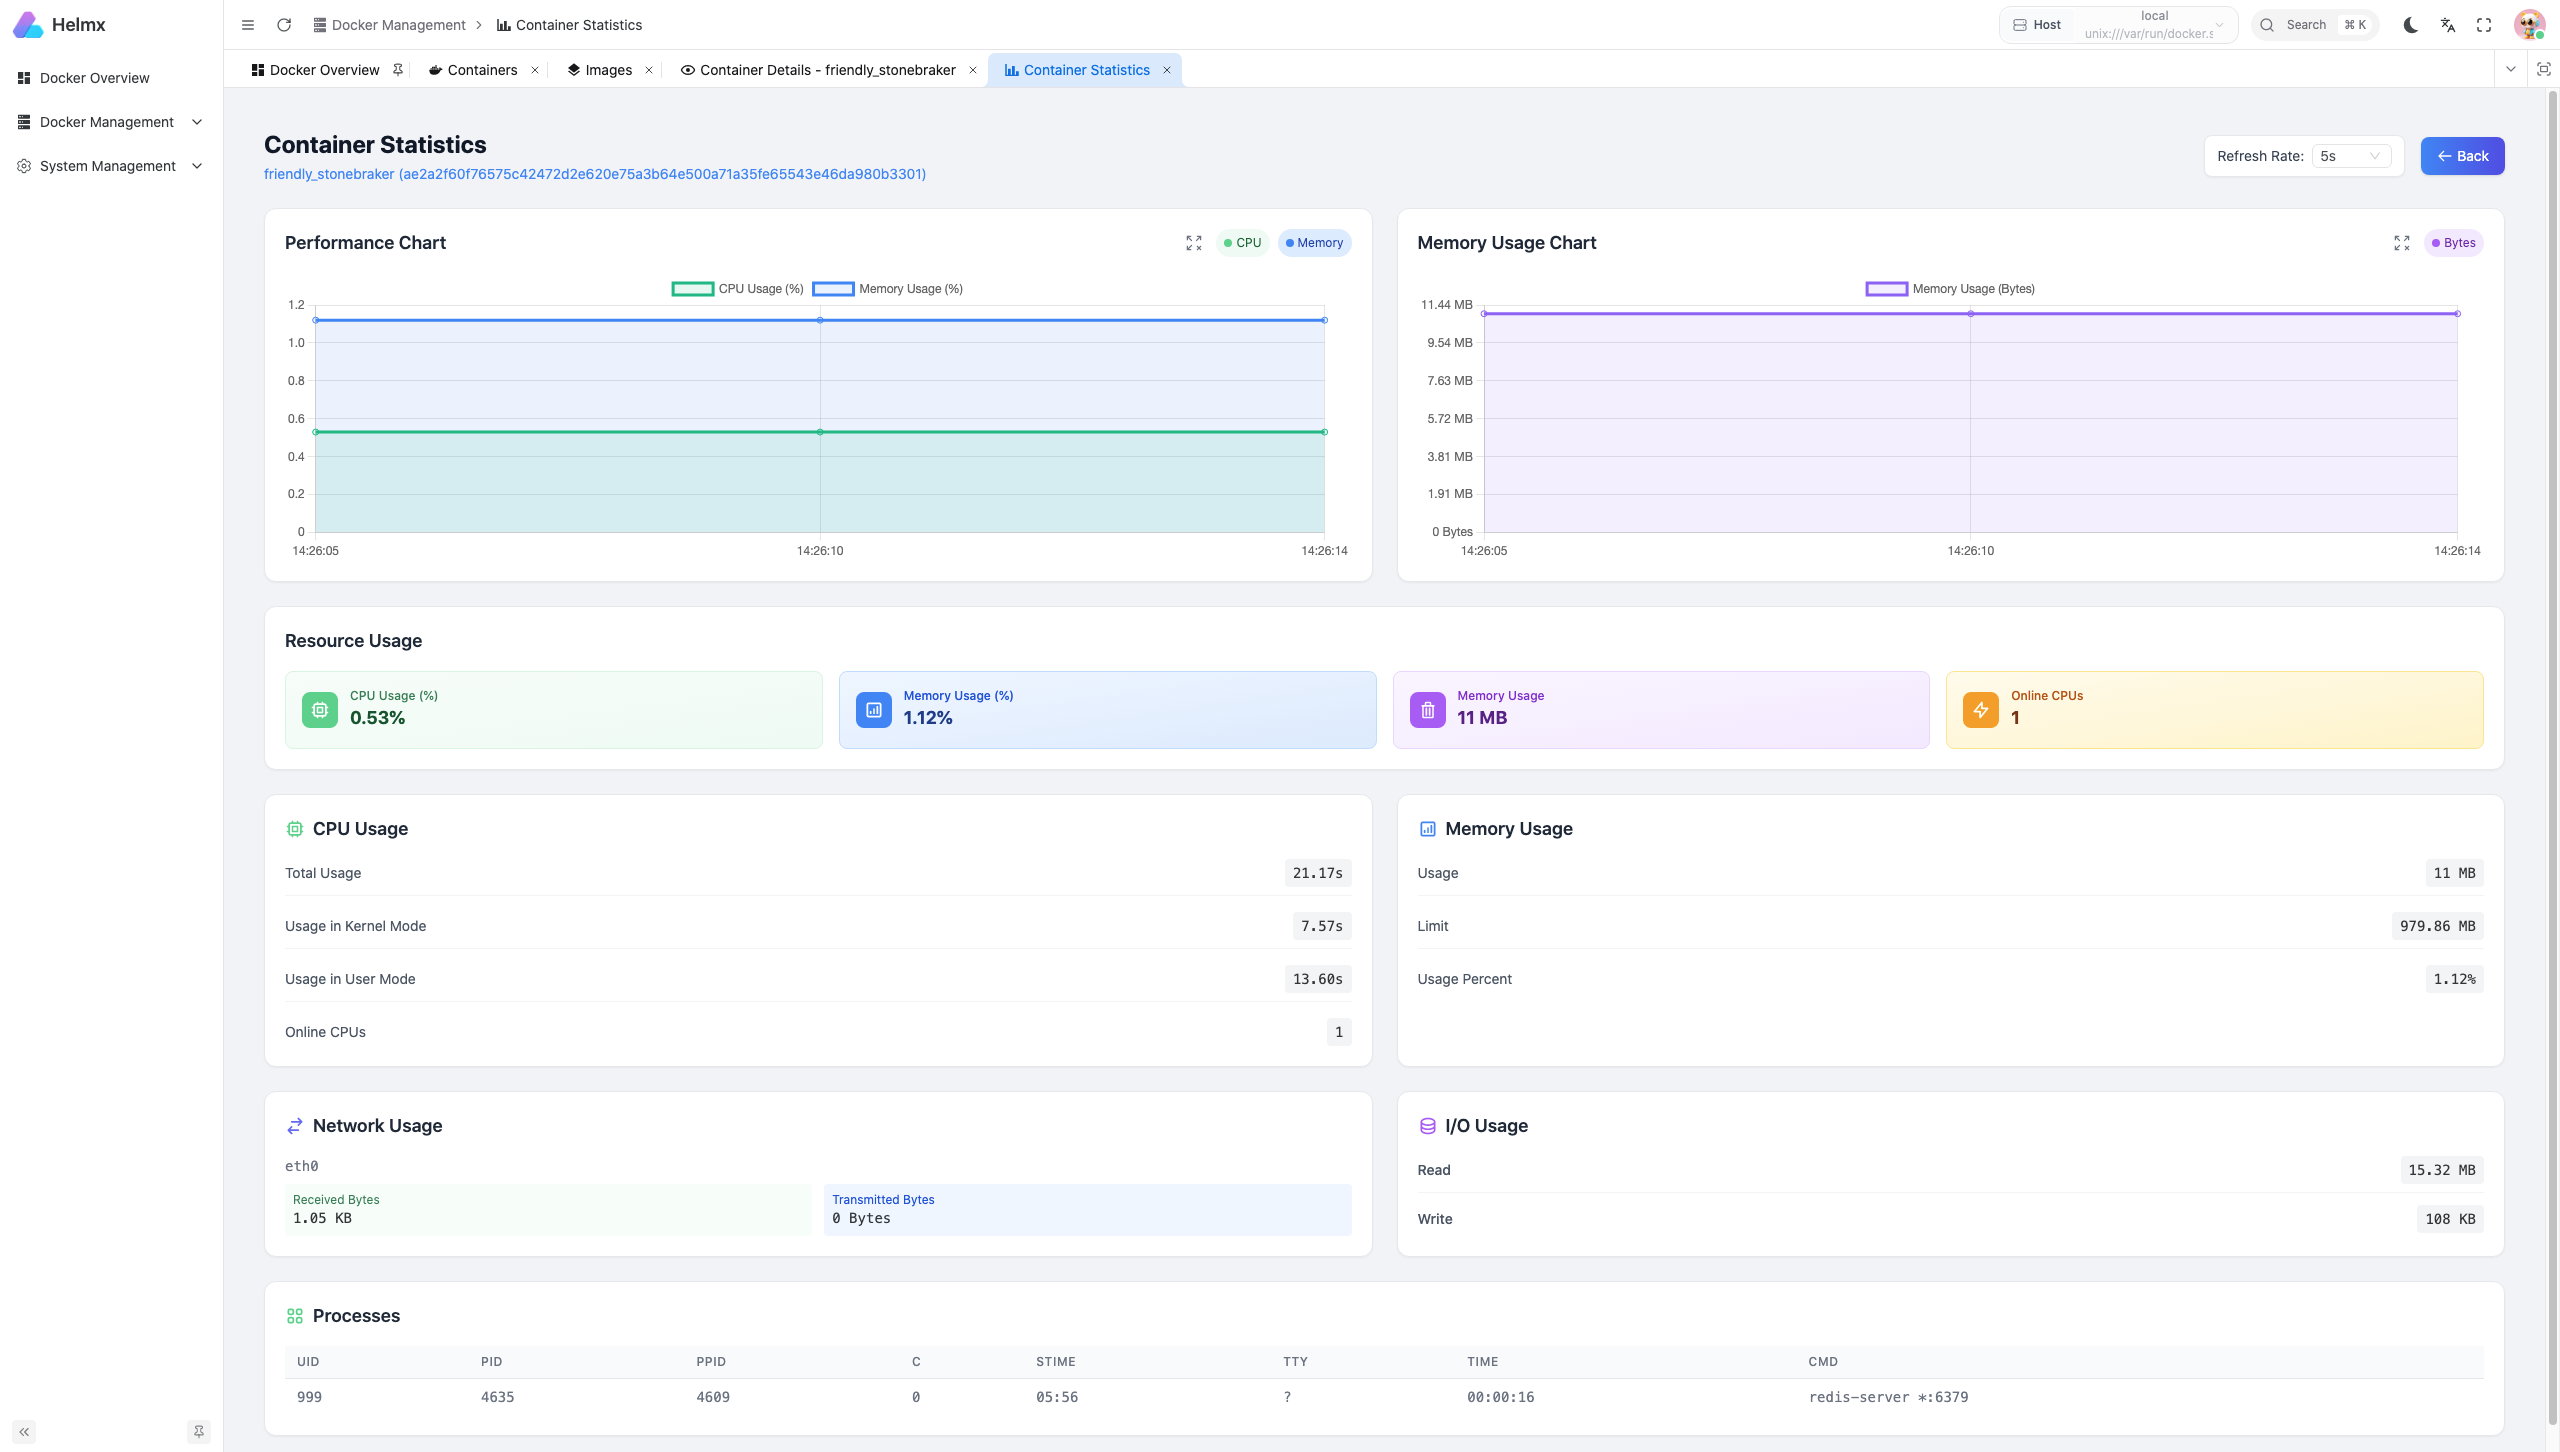 Helmx
Docker Management
Container Statistics
Host
local
unix:///var/run/docker.s
Search
⌘ K
Docker Overview
Docker Management
System Management
Docker Overview
Containers
Images
Container Details - friendly_stonebraker
Container Statistics
Container Statistics
friendly_stonebraker (ae2a2f60f76575c42472d2e620e75a3b64e500a71a35fe65543e46da980b3301)
Refresh Rate:
5s
Back
Performance Chart
CPU
Memory
CPU Usage (%)
Memory Usage (%)
1.2
1.0
0.8
0.6
0.4
0.2
0
14:26:05
14:26:10
14:26:14
Memory Usage Chart
Bytes
Memory Usage (Bytes)
11.44 MB
9.54 MB
7.63 MB
5.72 MB
3.81 MB
1.91 MB
0 Bytes
14:26:05
14:26:10
14:26:14
Resource Usage
CPU Usage (%)
0.53%
Memory Usage (%)
1.12%
Memory Usage
11 MB
Online CPUs
1
CPU Usage
Total Usage
21.17s
Usage in Kernel Mode
7.57s
Usage in User Mode
13.60s
Online CPUs
1
Memory Usage
Usage
11 MB
Limit
979.86 MB
Usage Percent
1.12%
Network Usage
eth0
Received Bytes
1.05 KB
Transmitted Bytes
0 Bytes
I/O Usage
Read
15.32 MB
Write
108 KB
Processes
UID PID PPID C STIME TTY TIME CMD
999 4635 4609 0 05:56 ? 00:00:16 redis-server *:6379